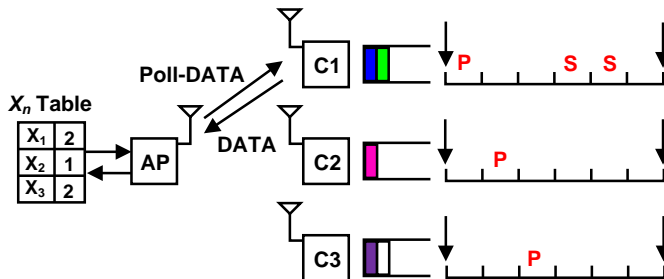 C1
P S S
Poll-DATA
Xn Table
X1 2
X2 1
X3 2
AP
DATA
C2
P
C3
P